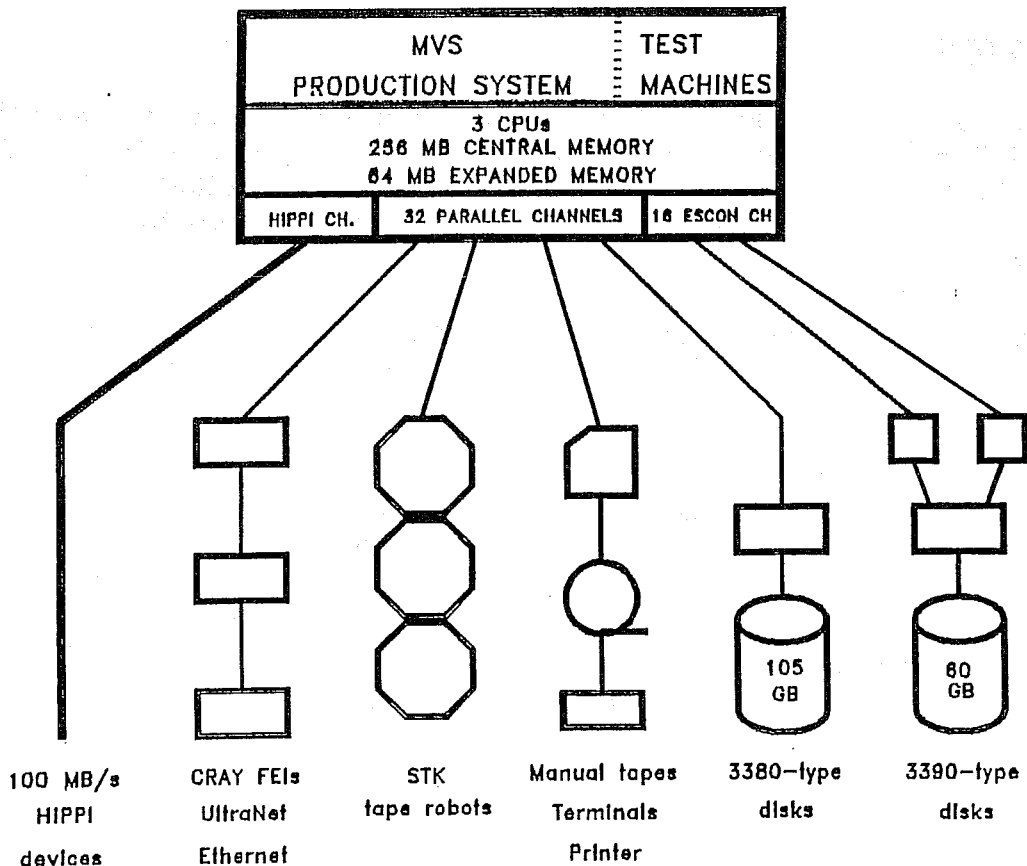 MVS
PRODUCTION SYSTEM
TEST
MACHINES
3 CPUs
256 MB CENTRAL MEMORY
64 MB EXPANDED MEMORY
HIPPI CH.
32 PARALLEL CHANNELS
16 ESCON CH
105
GB
60
GB
100 MB/s
HIPPI
devices
CRAY FEIs
UltraNet
Ethernet
STK
tape robots
Manual tapes
Terminals
Printer
3380-type
disks
3390-type
disks